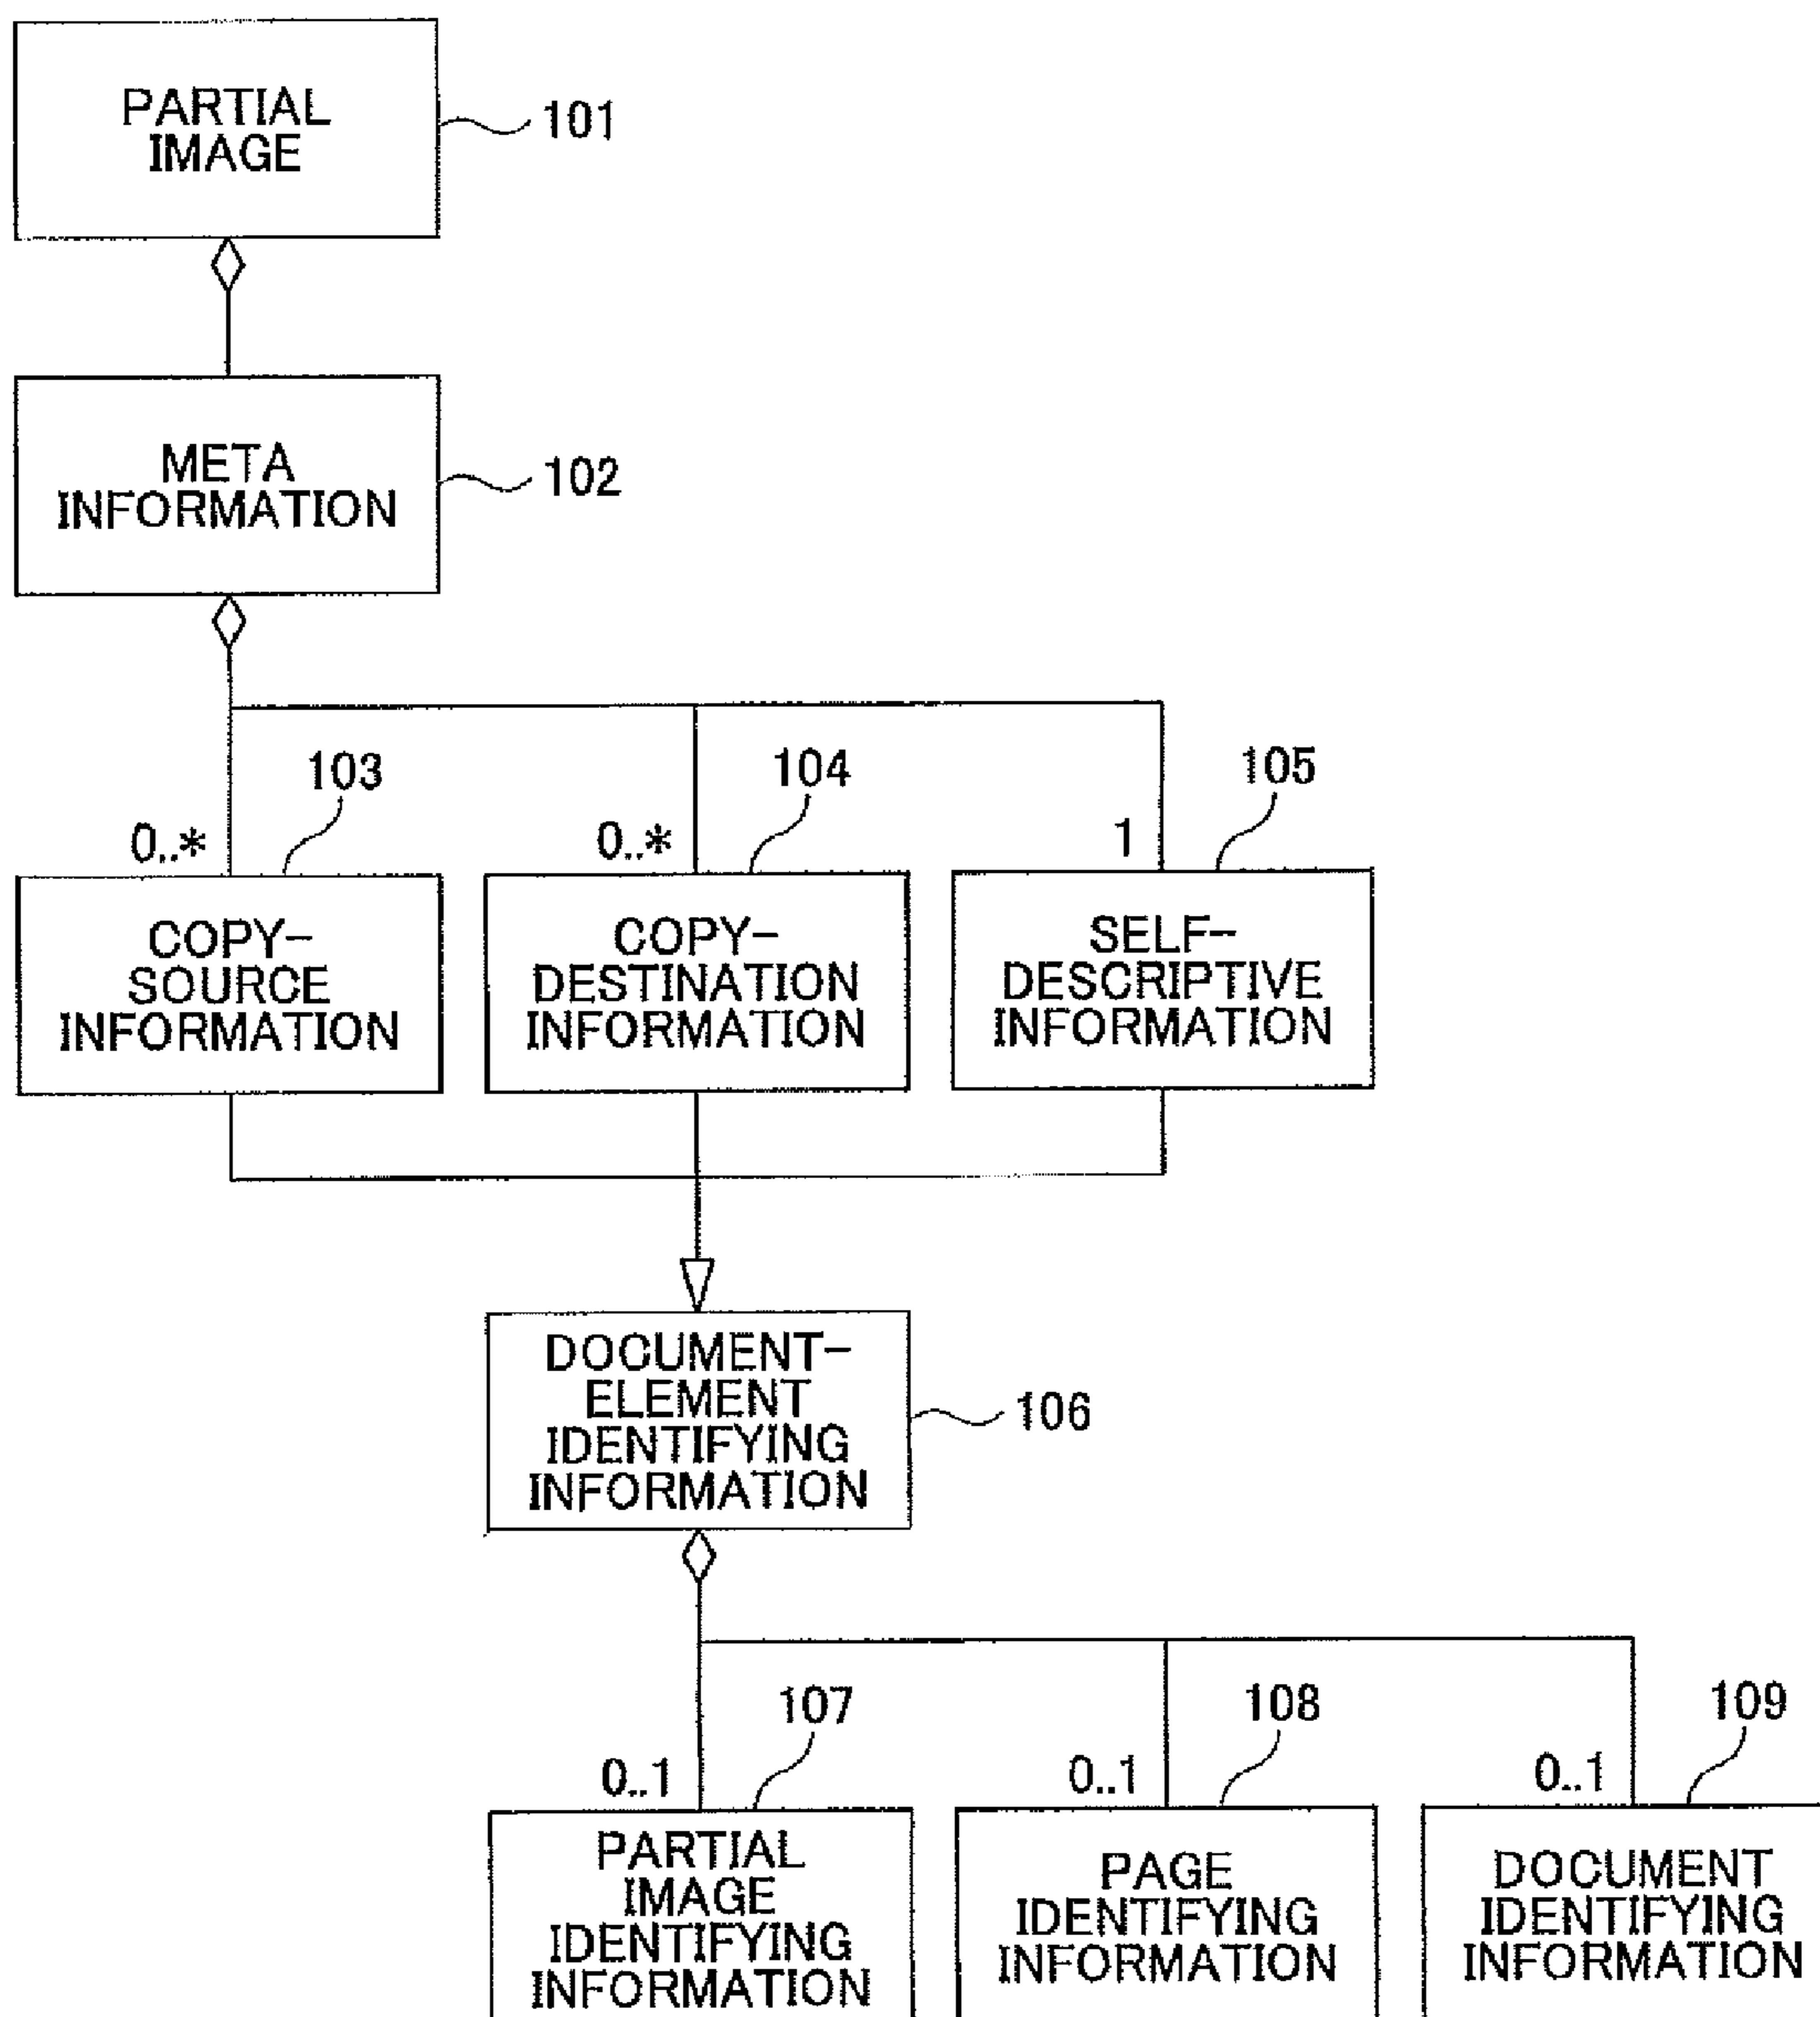 PARTIAL
IMAGE
101
META
INFORMATION
102
103
104
105
0..*
0..*
1
COPY-
SOURCE
INFORMATION
COPY-
DESTINATION
INFORMATION
SELF-
DESCRIPTIVE
INFORMATION
DOCUMENT-
ELEMENT
IDENTIFYING
INFORMATION
106
107
108
109
0..1
0..1
0..1
PARTIAL
IMAGE
IDENTIFYING
INFORMATION
PAGE
IDENTIFYING
INFORMATION
DOCUMENT
IDENTIFYING
INFORMATION